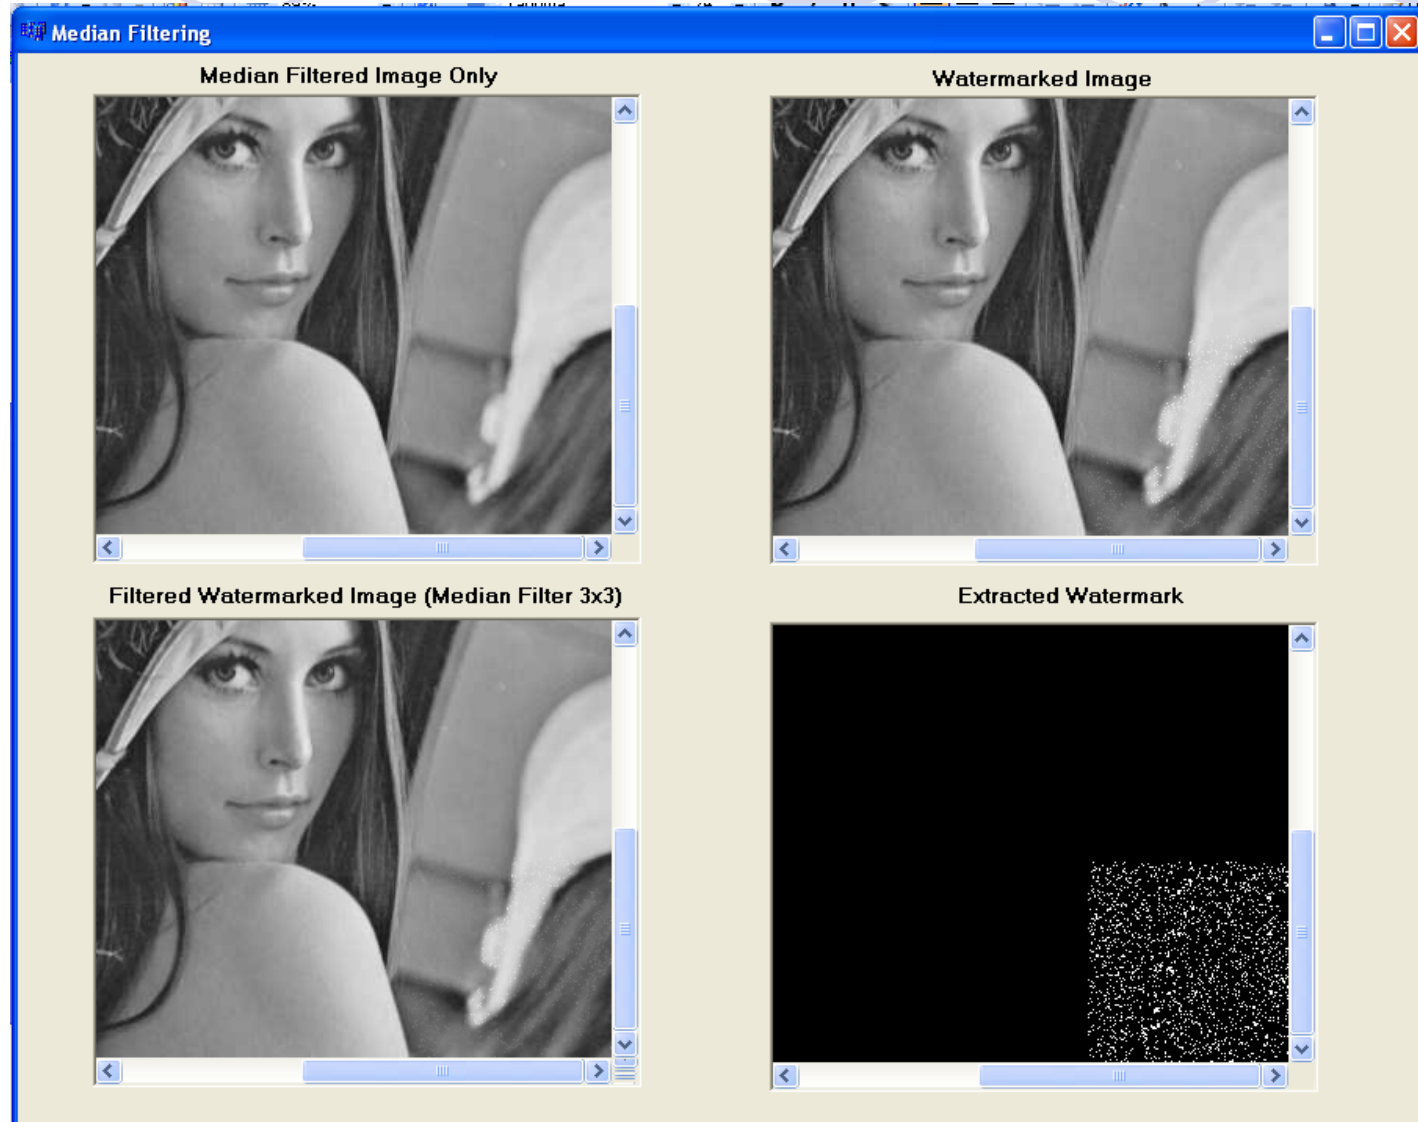 Median Filtering
Median Filtered Image Only
Watermarked Image
Filtered Watermarked Image (Median Filter 3x3)
Extracted Watermark